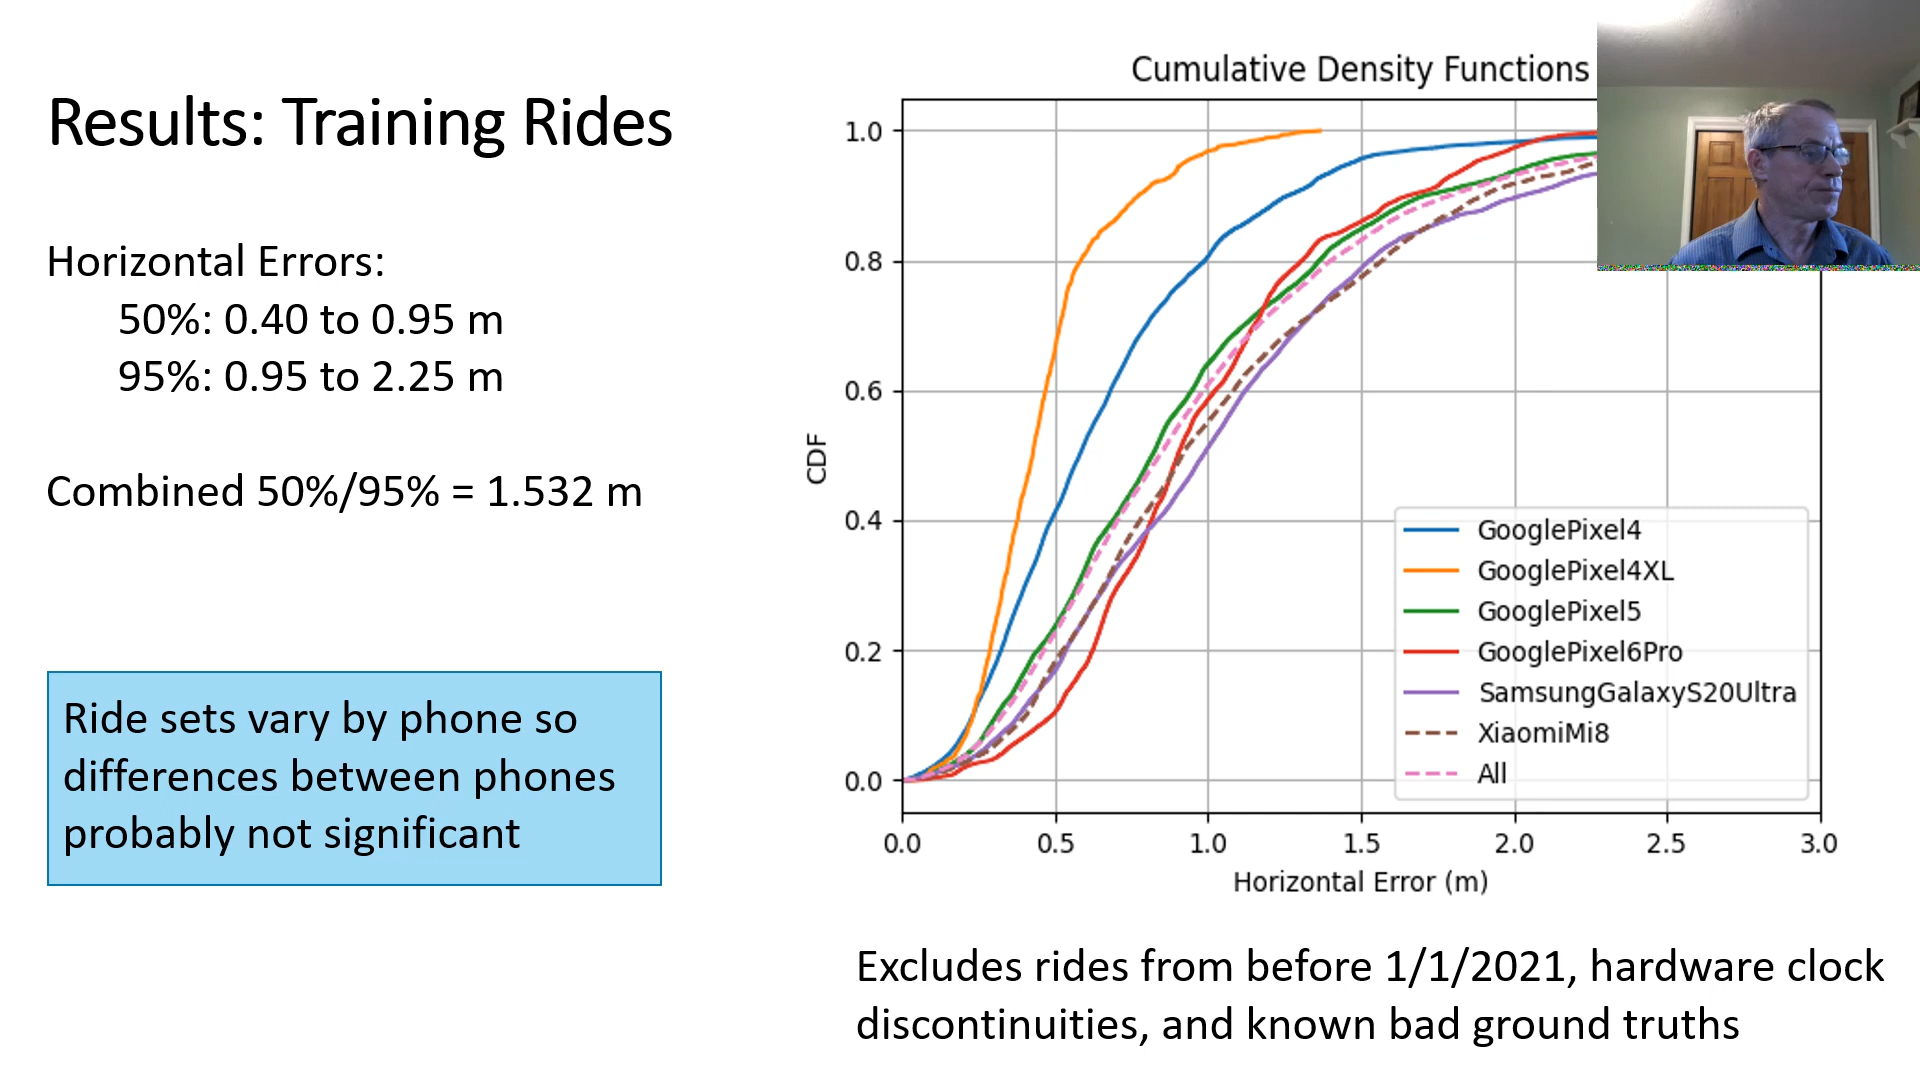 Results: Training Rides
Horizontal Errors:
50%: 0.40 to 0.95 m
95%: 0.95 to 2.25 m
Combined 50%/95% = 1.532 m
Ride sets vary by phone so
differences between phones
probably not significant
Cumulative Density Functions
1.0
0.8
0.6
0.4
0.2
0.0
CDF
0.0 0.5 1.0 1.5 2.0 2.5 3.0
Horizontal Error (m)
GooglePixel4
GooglePixel4XL
GooglePixel5
GooglePixel6Pro
SamsungGalaxyS20Ultra
XiaomiMi8
All
Excludes rides from before 1/1/2021, hardware clock
discontinuities, and known bad ground truths